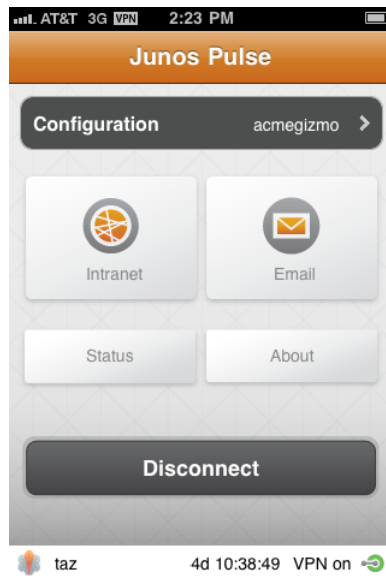 AT&T 3G VPN 2:23 PM
Junos Pulse
Configuration acmegizmo
Intranet Email
Status About
Disconnect
taz 4d 10:38:49 VPN on